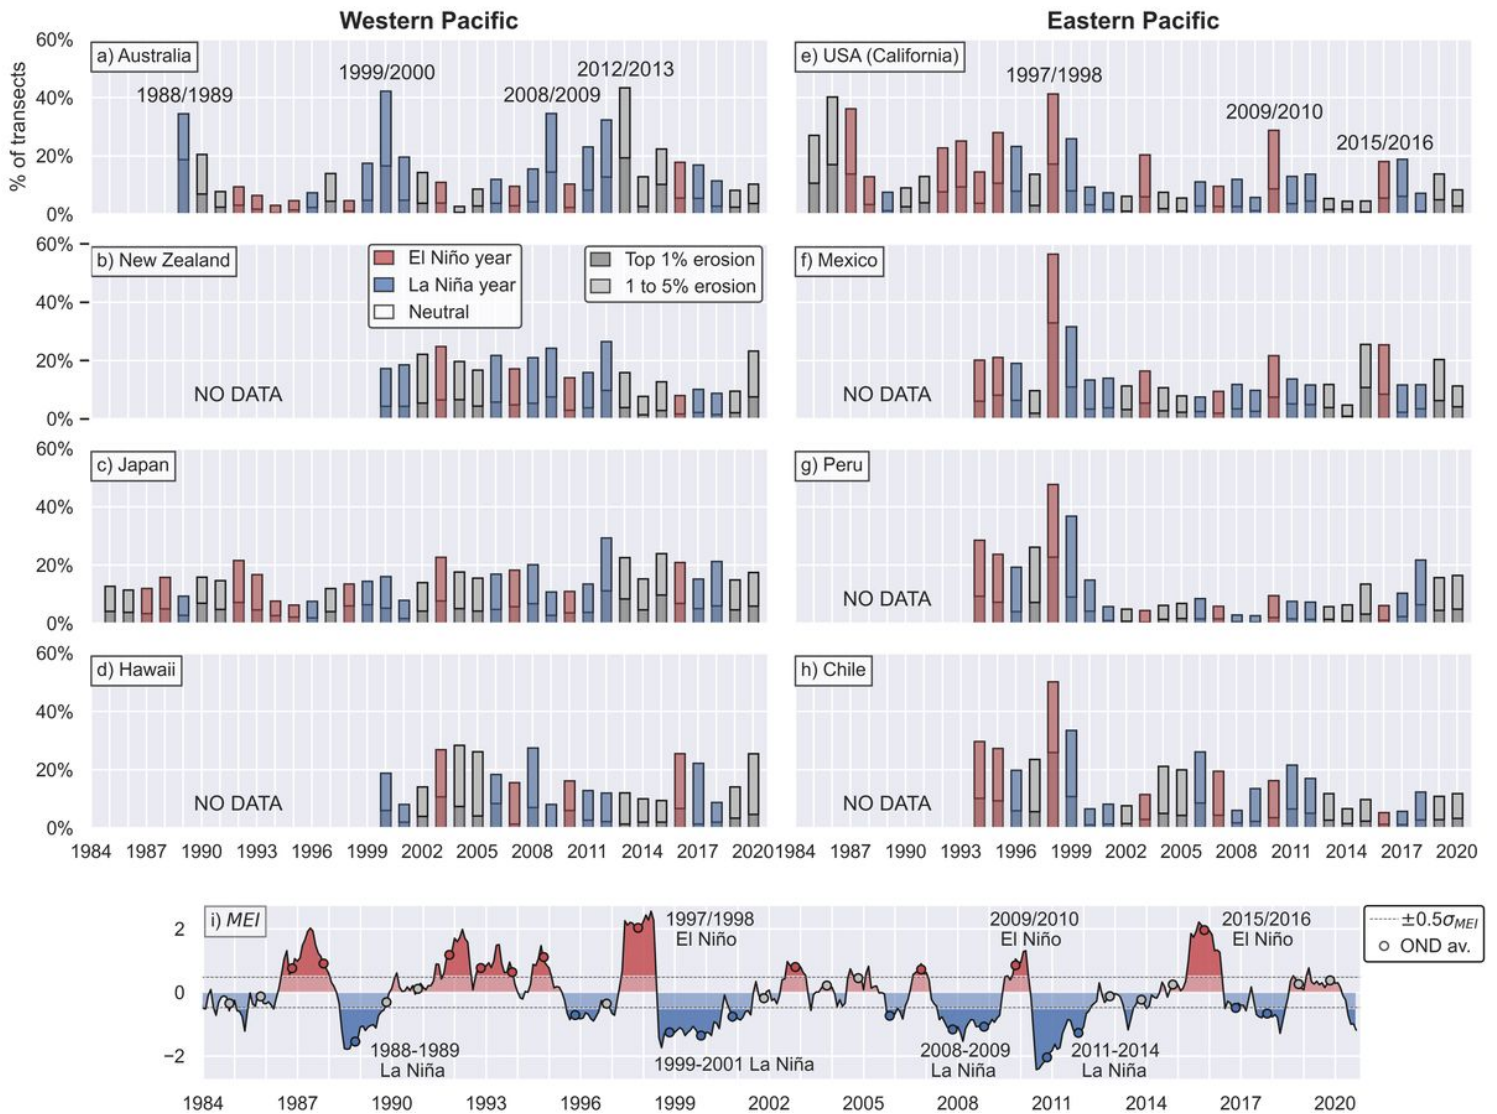 Western Pacific
Eastern Pacific
% of transects
60%
40%
20%
0%
a) Australia
1988/1989
1999/2000
2008/2009
2012/2013
e) USA (California)
1997/1998
2009/2010
2015/2016
60%
40%
20%
0%
b) New Zealand
El Niño year
La Niña year
Neutral
Top 1% erosion
1 to 5% erosion
NO DATA
f) Mexico
NO DATA
60%
40%
20%
0%
c) Japan
g) Peru
NO DATA
60%
40%
20%
0%
d) Hawaii
NO DATA
h) Chile
NO DATA
1984 1987 1990 1993 1996 1999 2002 2005 2008 2011 2014 2017 2020
1984 1987 1990 1993 1996 1999 2002 2005 2008 2011 2014 2017 2020
i) MEI
2
0
−2
1988-1989
La Niña
1997/1998
El Niño
1999-2001 La Niña
2008-2009
La Niña
2009/2010
El Niño
2011-2014
La Niña
2015/2016
El Niño
±0.5σMEI
OND av.
1984 1987 1990 1993 1996 1999 2002 2005 2008 2011 2014 2017 2020